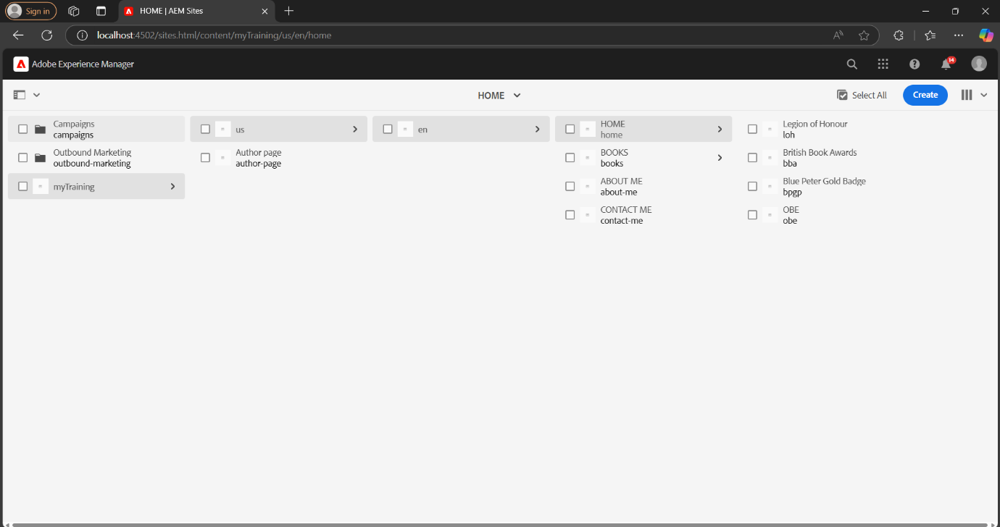 Sign in
HOME | AEM Sites
localhost:4502/sites.html/content/myTraining/us/en/home
Adobe Experience Manager
14
HOME
Select All
Create
Campaigns
campaigns
Outbound Marketing
outbound-marketing
myTraining
us
Author page
author-page
en
HOME
home
BOOKS
books
ABOUT ME
about-me
CONTACT ME
contact-me
Legion of Honour
loh
British Book Awards
bba
Blue Peter Gold Badge
bpgp
OBE
obe